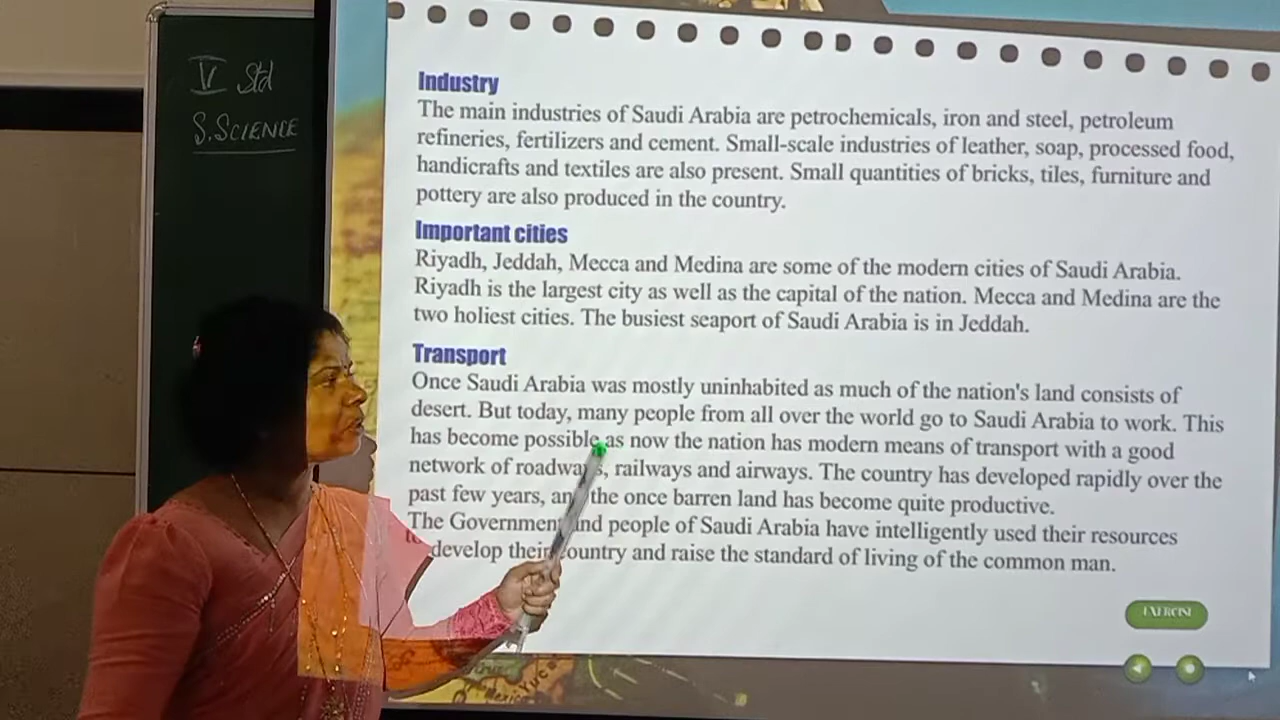 V Std
S.SCIENCE
Industry
The main industries of Saudi Arabia are petrochemicals, iron and steel, petroleum
refineries, fertilizers and cement. Small-scale industries of leather, soap, processed food,
handicrafts and textiles are also present. Small quantities of bricks, tiles, furniture and
pottery are also produced in the country.
Important cities
Riyadh, Jeddah, Mecca and Medina are some of the modern cities of Saudi Arabia.
Riyadh is the largest city as well as the capital of the nation. Mecca and Medina are the
two holiest cities. The busiest seaport of Saudi Arabia is in Jeddah.
Transport
Once Saudi Arabia was mostly uninhabited as much of the nation's land consists of
desert. But today, many people from all over the world go to Saudi Arabia to work. This
has become possible as now the nation has modern means of transport with a good
network of roadways, railways and airways. The country has developed rapidly over the
past few years, and the once barren land has become quite productive.
The Government and people of Saudi Arabia have intelligently used their resources
to develop their country and raise the standard of living of the common man.
EXERCISE